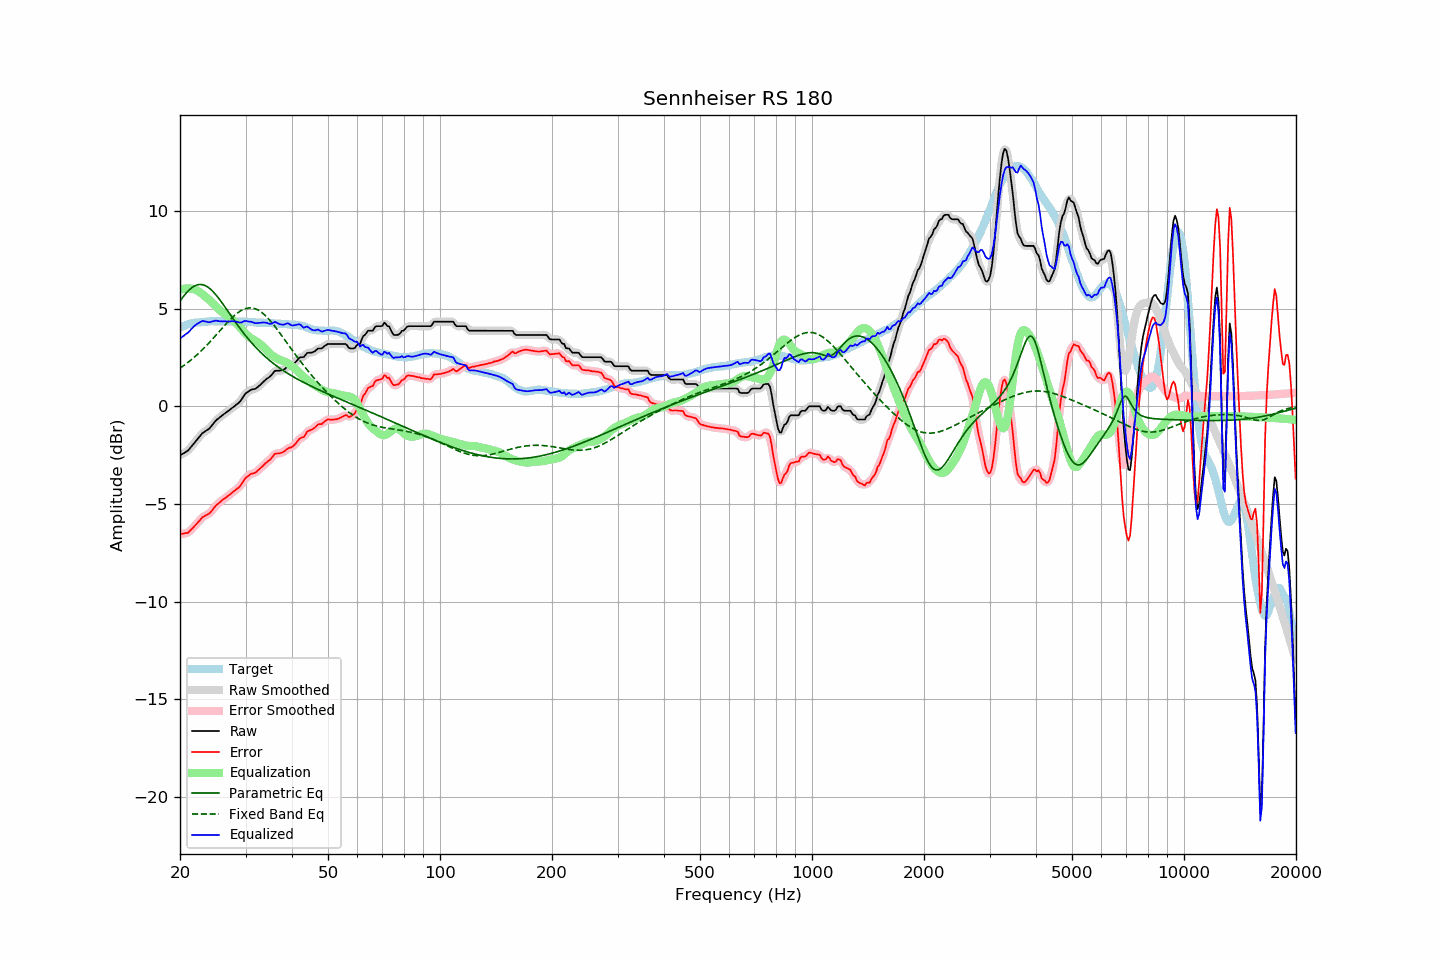 Sennheiser RS 180
Amplitude (dBr)
10
5
0
−5
−10
−15
−20
Target
Raw Smoothed
Error Smoothed
Raw
Error
Equalization
Parametric Eq
Fixed Band Eq
Equalized
20 50 100 200 500 1000 2000 5000 10000 20000
Frequency (Hz)